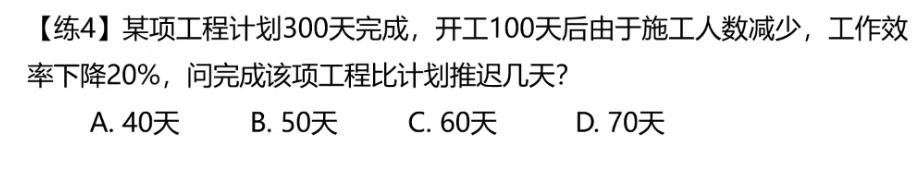 【练4】某项工程计划300天完成，开工100天后由于施工人数减少，工作效
率下降20%，问完成该项工程比计划推迟几天？
A. 40天 B. 50天 C. 60天 D. 70天